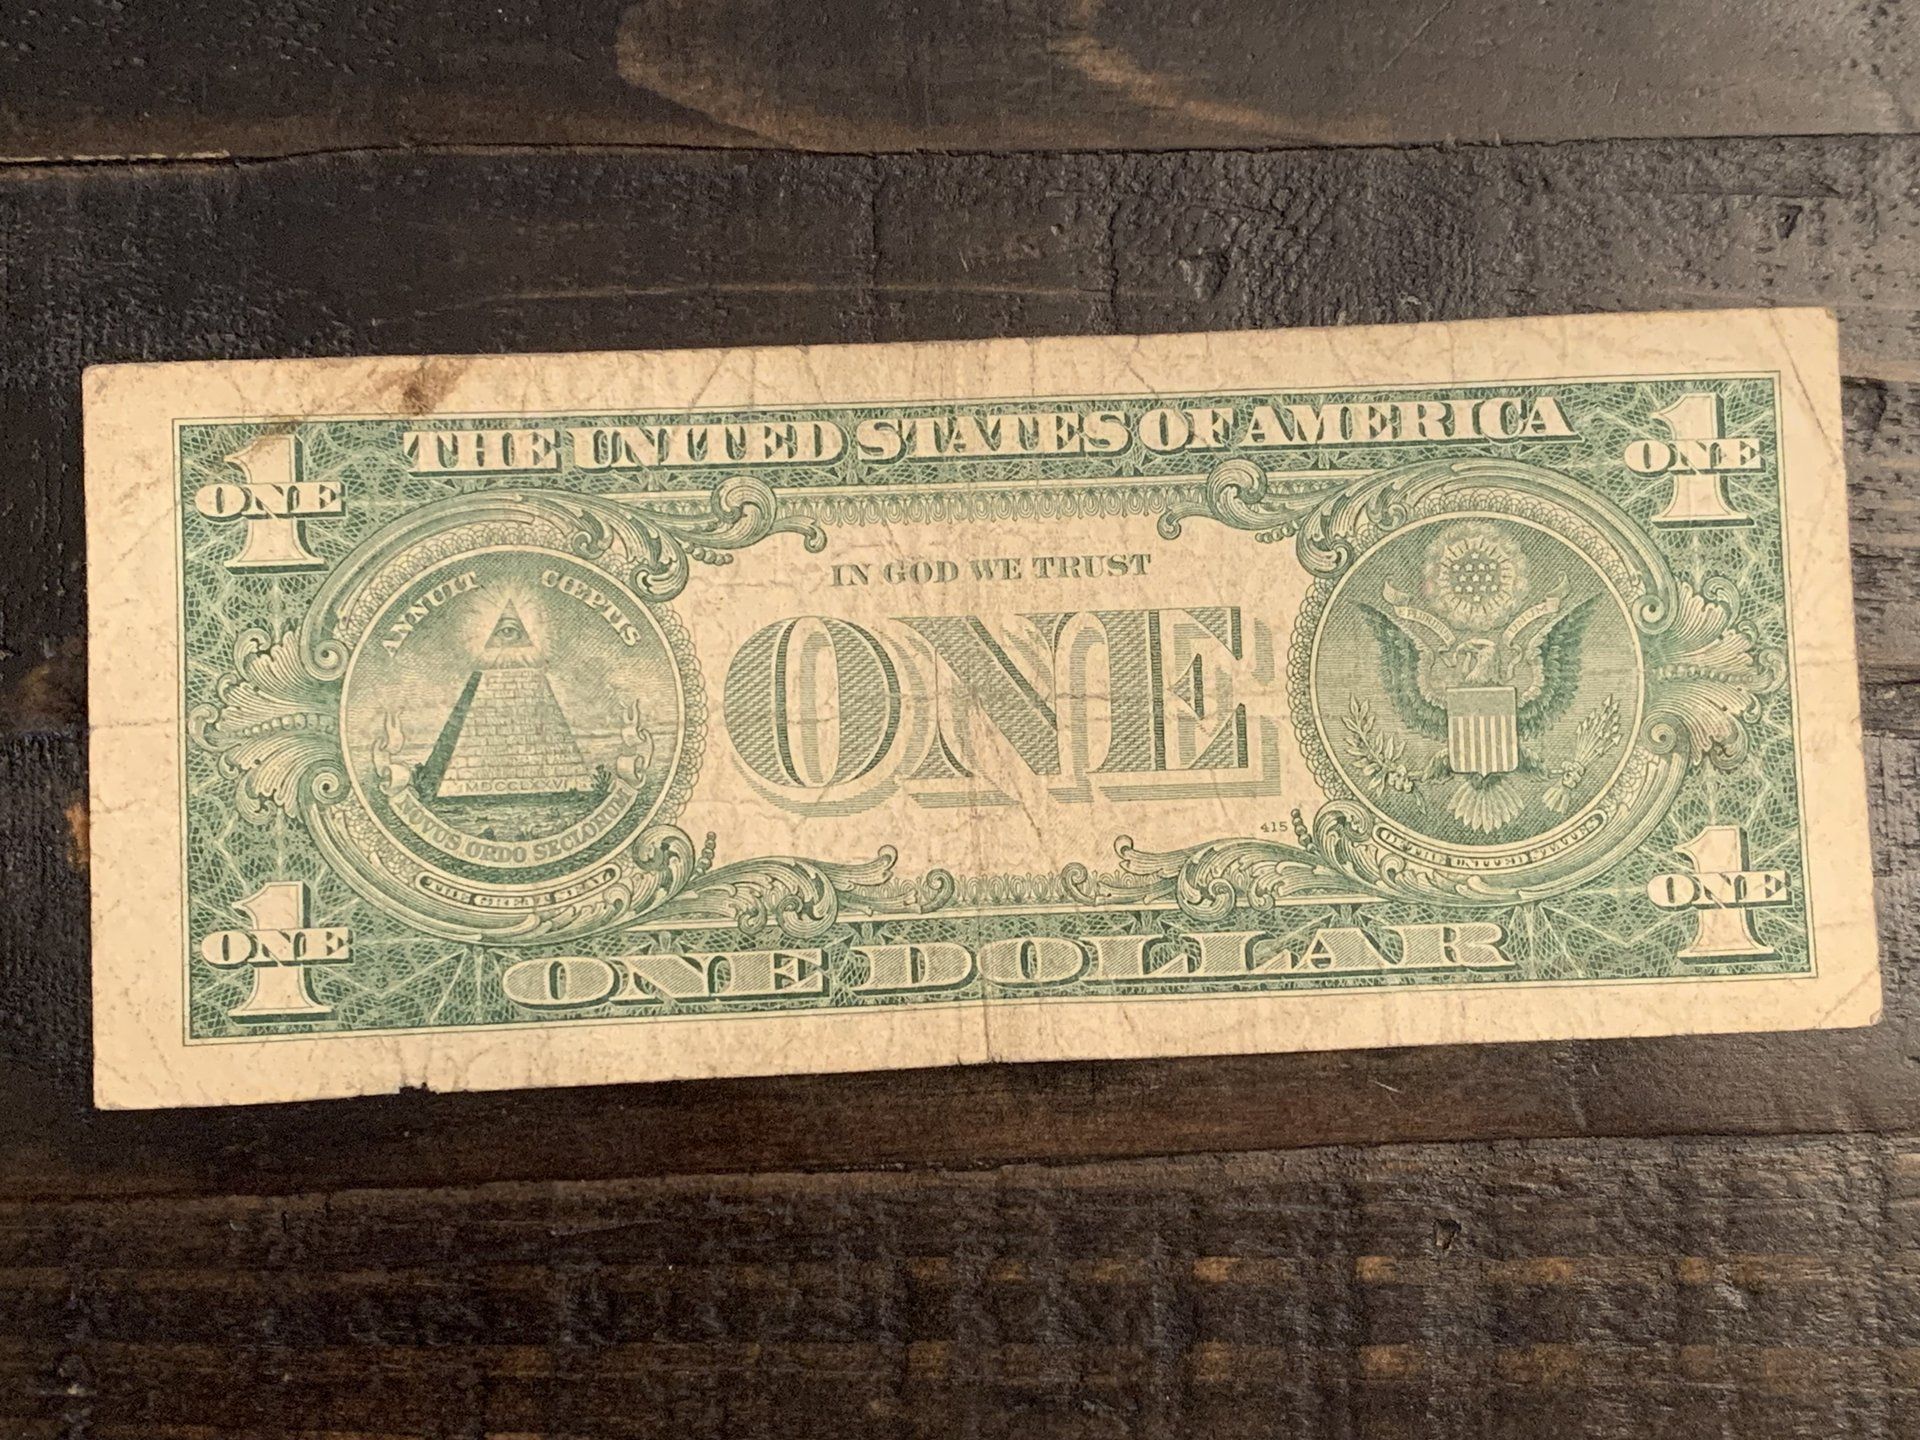 THE UNITED STATES OF AMERICA
1
ONE
1
ONE
ANNUIT CŒPTIS
IN GOD WE TRUST
ONE
MDCCLXXVI
NOVUS ORDO SECLORUM
THE GREAT SEAL
415
OF THE UNITED STATES
1
ONE
1
ONE
ONE DOLLAR